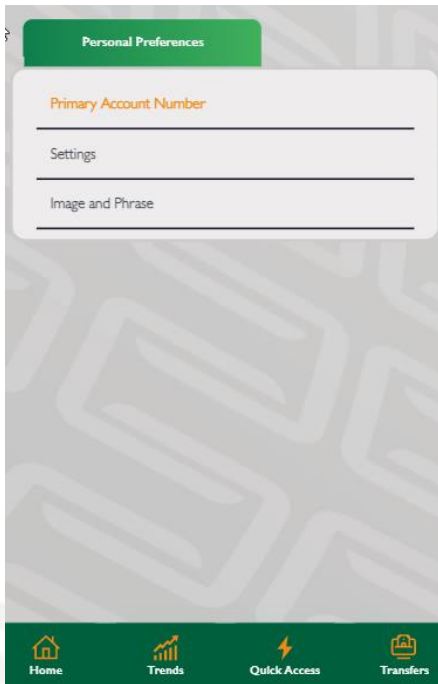 Personal Preferences
Primary Account Number
Settings
Image and Phrase
Home
Trends
Quick Access
Transfers